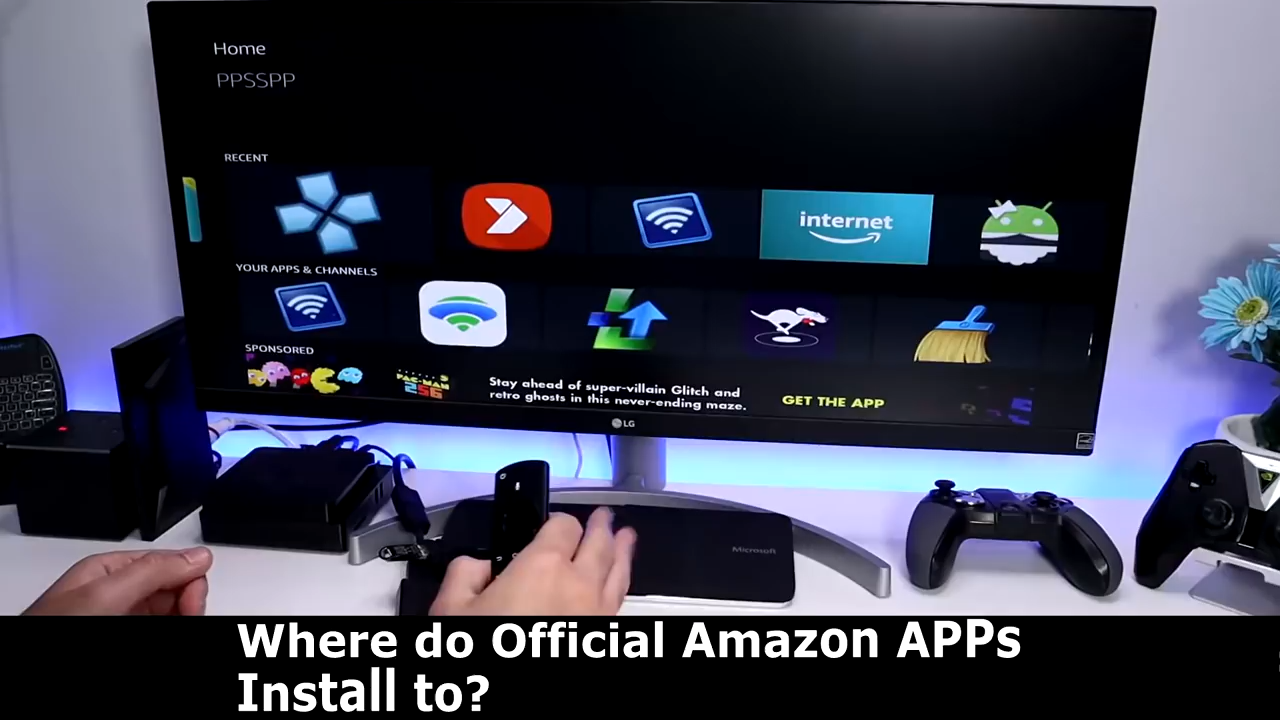 Home
PPSSPP
RECENT
internet
YOUR APPS & CHANNELS
SPONSORED
PAC-MAN
256
Stay ahead of super-villain Glitch and
retro ghosts in this never-ending maze.
GET THE APP
LG
Microsoft
Where do Official Amazon APPs
Install to?